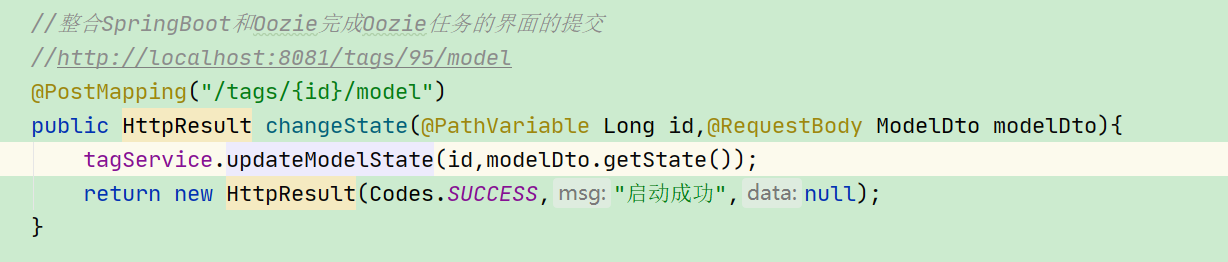 //整合SpringBoot和Oozie完成Oozie任务的界面的提交
//http://localhost:8081/tags/95/model
@PostMapping("/tags/{id}/model")
public HttpResult changeState(@PathVariable Long id,@RequestBody ModelDto modelDto){
    tagService.updateModelState(id,modelDto.getState());
    return new HttpResult(Codes.SUCCESS, msg: "启动成功", data: null);
}